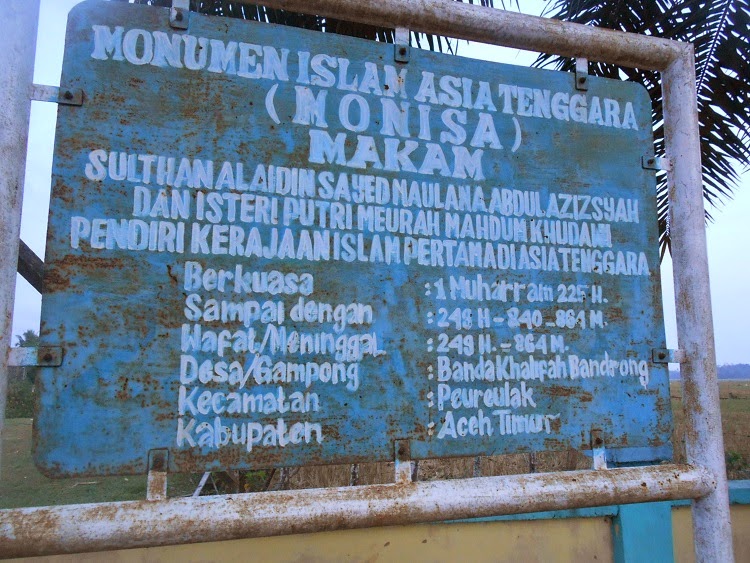 MONUMEN ISLAM ASIA TENGGARA
( MONISA )
MAKAM
SULTHAN ALAIDIN SAYED MAULANA ABDUL AZIZSYAH
DAN ISTERI PUTRI MEURAH MAHDUM KHUDAWI
PENDIRI KERAJAAN ISLAM PERTAMA DI ASIA TENGGARA
Berkuasa : 1 Muharram 225 H.
Sampai dengan : 249 H - 840 - 864 M.
Wafat/Meninggal : 249 H - 864 M.
Desa/Gampong : Banda Khalifah Bandrong
Kecamatan : Peureulak
Kabupaten : Aceh Timur